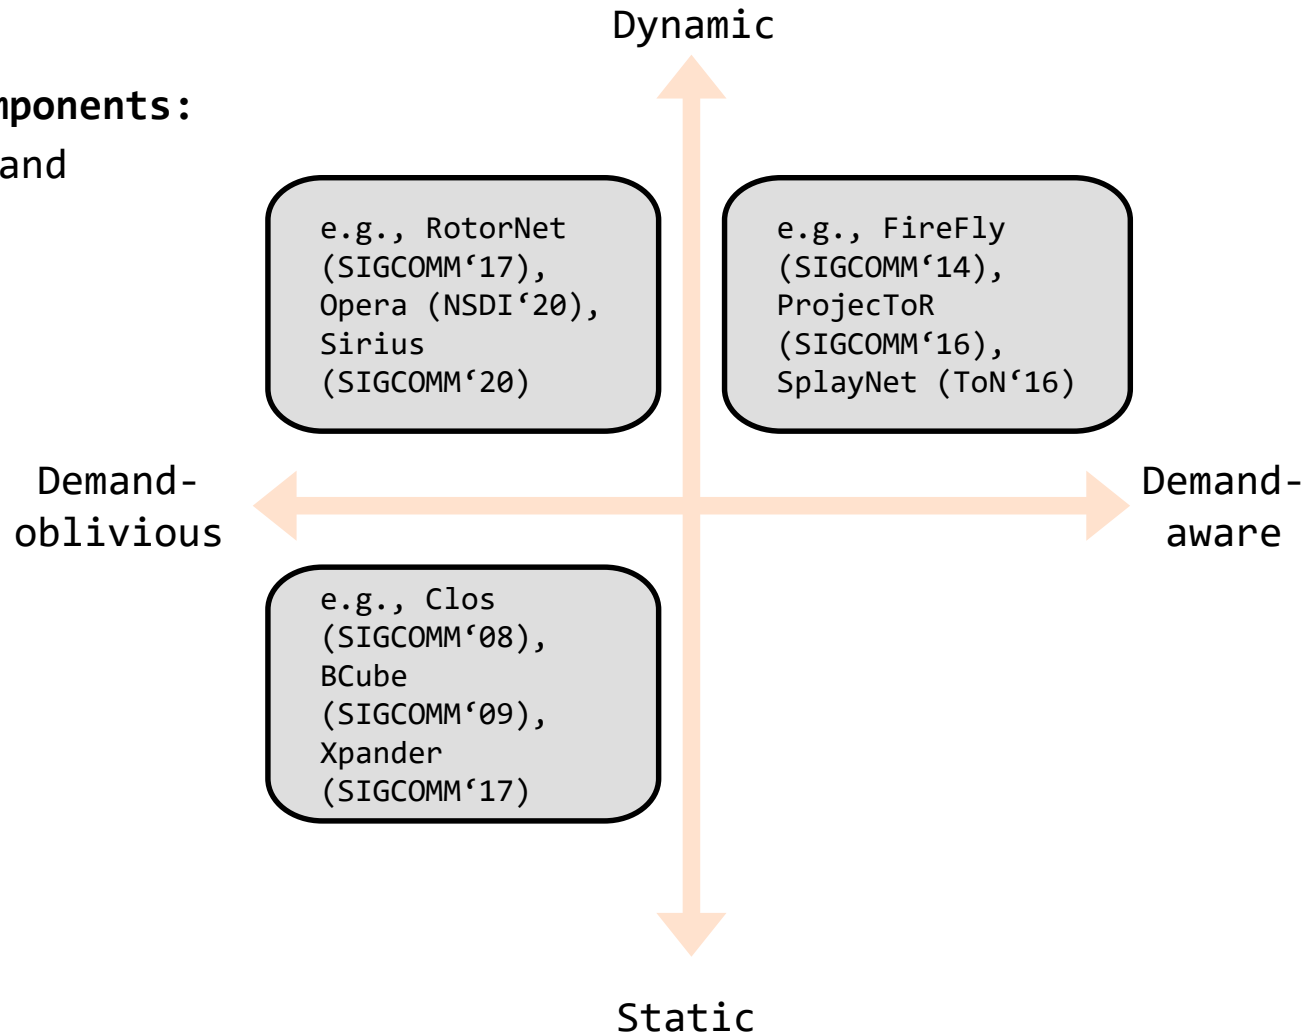 Dynamic
mponents:
and
e.g., RotorNet
(SIGCOMM‘17),
Opera (NSDI‘20),
Sirius
(SIGCOMM‘20)
e.g., FireFly
(SIGCOMM‘14),
ProjecToR
(SIGCOMM‘16),
SplayNet (ToN‘16)
Demand-
oblivious
Demand-
aware
e.g., Clos
(SIGCOMM‘08),
BCube
(SIGCOMM‘09),
Xpander
(SIGCOMM‘17)
Static